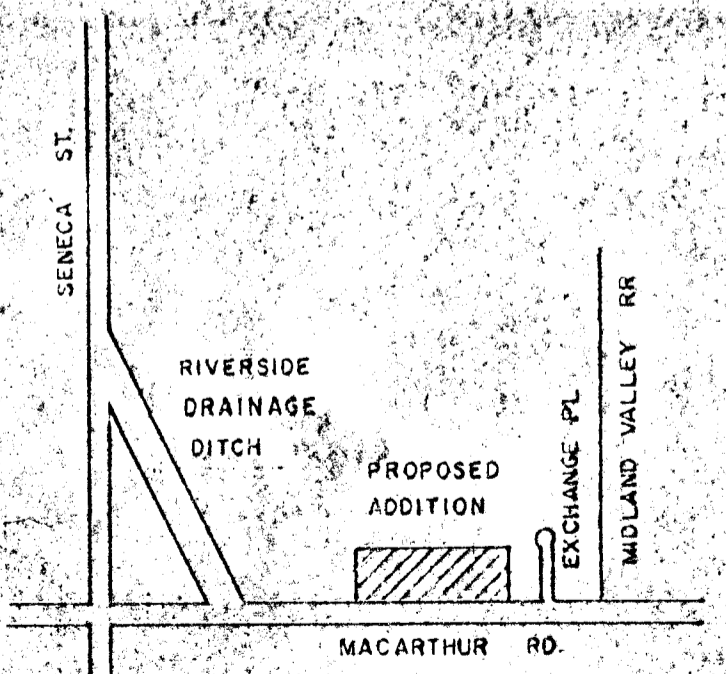 SENECA ST.
RIVERSIDE
DRAINAGE
DITCH
PROPOSED
ADDITION
EXCHANGE PL
MIDLAND VALLEY RR
MACARTHUR RD.